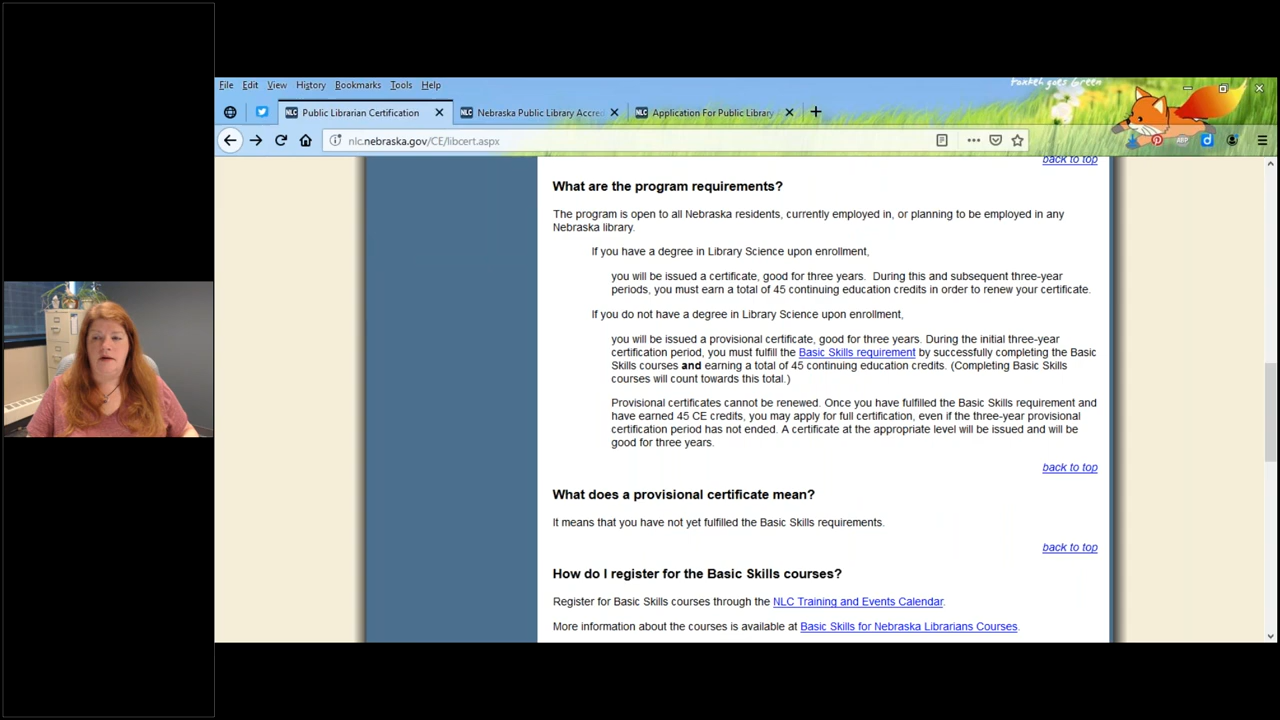 Foxkeh goes Green
File Edit View History Bookmarks Tools Help
NLC Public Librarian Certification
NLC Nebraska Public Library Accred
NLC Application For Public Library
nlc.nebraska.gov/CE/libcert.aspx
ABP
d
back to top
What are the program requirements?
The program is open to all Nebraska residents, currently employed in, or planning to be employed in any
Nebraska library.
If you have a degree in Library Science upon enrollment,
you will be issued a certificate, good for three years. During this and subsequent three-year
periods, you must earn a total of 45 continuing education credits in order to renew your certificate.
If you do not have a degree in Library Science upon enrollment,
you will be issued a provisional certificate, good for three years. During the initial three-year
certification period, you must fulfill the Basic Skills requirement by successfully completing the Basic
Skills courses and earning a total of 45 continuing education credits. (Completing Basic Skills
courses will count towards this total.)
Provisional certificates cannot be renewed. Once you have fulfilled the Basic Skills requirement and
have earned 45 CE credits, you may apply for full certification, even if the three-year provisional
certification period has not ended. A certificate at the appropriate level will be issued and will be
good for three years.
back to top
What does a provisional certificate mean?
It means that you have not yet fulfilled the Basic Skills requirements.
back to top
How do I register for the Basic Skills courses?
Register for Basic Skills courses through the NLC Training and Events Calendar.
More information about the courses is available at Basic Skills for Nebraska Librarians Courses.